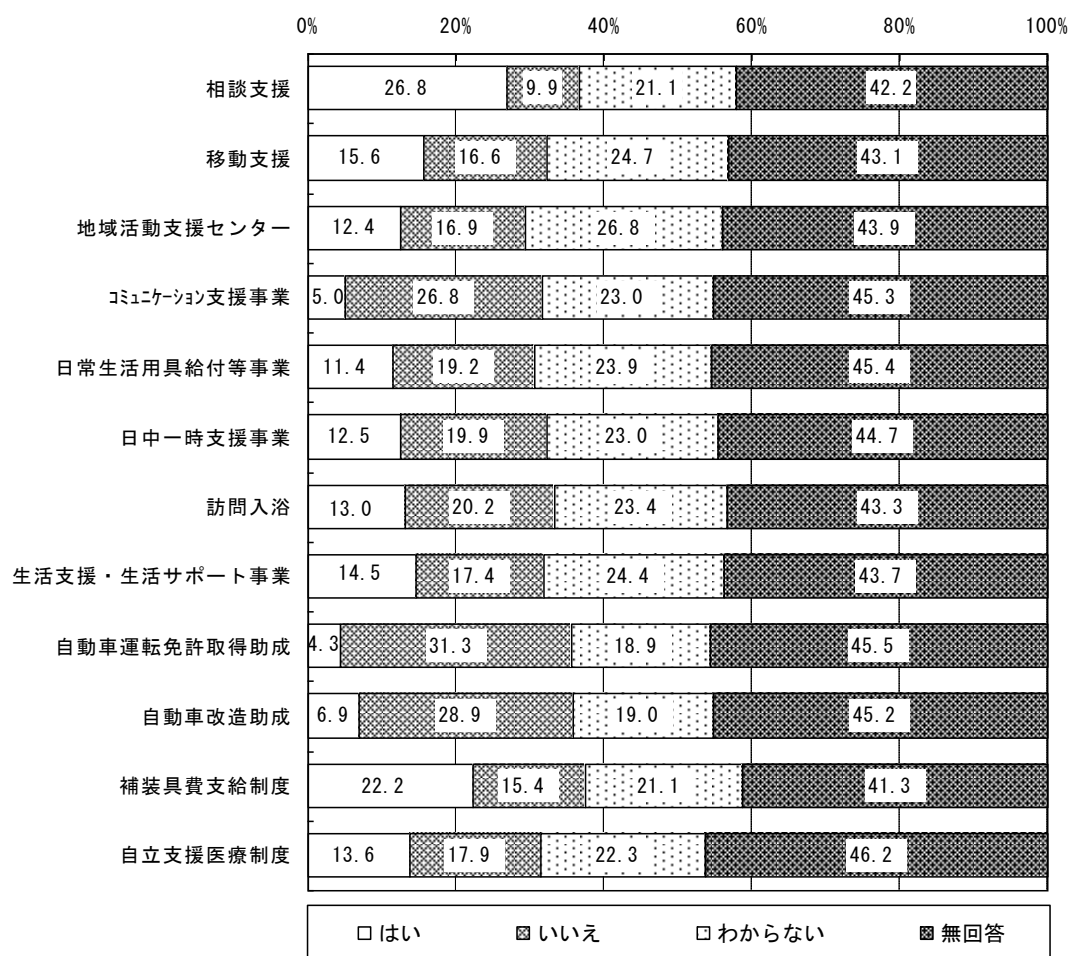 0% 20% 40% 60% 80% 100%
相談支援 26.8 9.9 21.1 42.2
移動支援 15.6 16.6 24.7 43.1
地域活動支援センター 12.4 16.9 26.8 43.9
ｺﾐｭﾆｹｰｼｮﾝ支援事業 5.0 26.8 23.0 45.3
日常生活用具給付等事業 11.4 19.2 23.9 45.4
日中一時支援事業 12.5 19.9 23.0 44.7
訪問入浴 13.0 20.2 23.4 43.3
生活支援・生活サポート事業 14.5 17.4 24.4 43.7
自動車運転免許取得助成 4.3 31.3 18.9 45.5
自動車改造助成 6.9 28.9 19.0 45.2
補装具費支給制度 22.2 15.4 21.1 41.3
自立支援医療制度 13.6 17.9 22.3 46.2
はい いいえ わからない 無回答